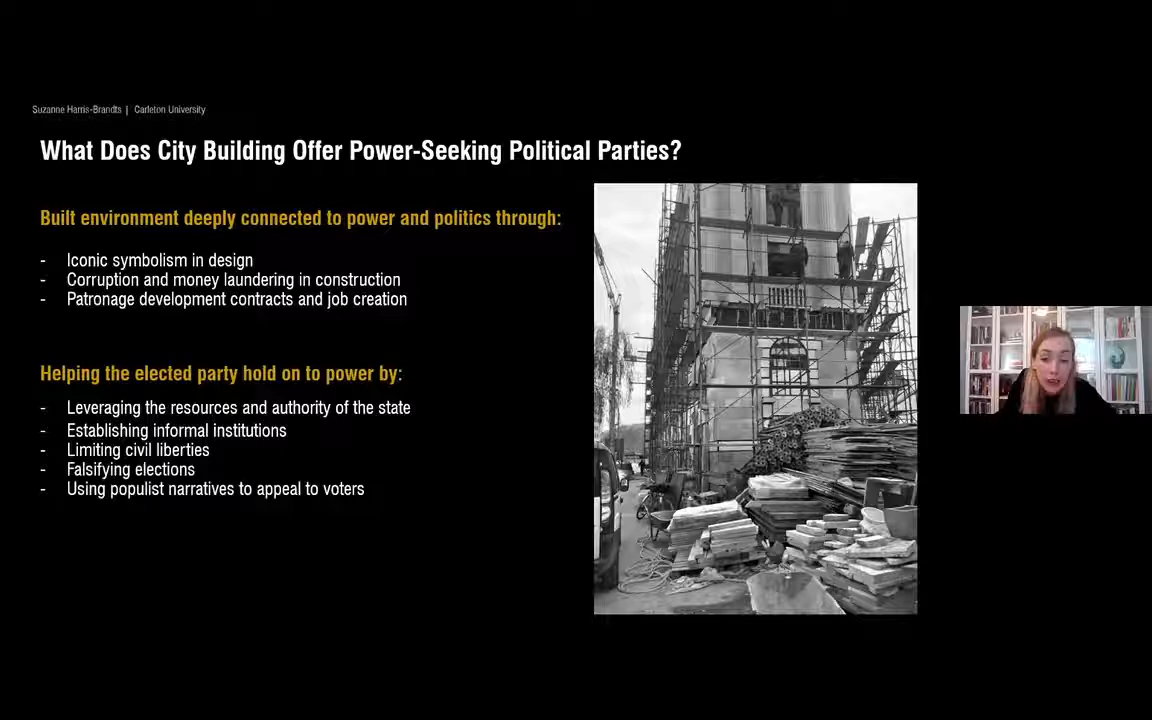 Suzanne Harris-Brandts | Carleton University
What Does City Building Offer Power-Seeking Political Parties?
Built environment deeply connected to power and politics through:
- Iconic symbolism in design
- Corruption and money laundering in construction
- Patronage development contracts and job creation
Helping the elected party hold on to power by:
- Leveraging the resources and authority of the state
- Establishing informal institutions
- Limiting civil liberties
- Falsifying elections
- Using populist narratives to appeal to voters